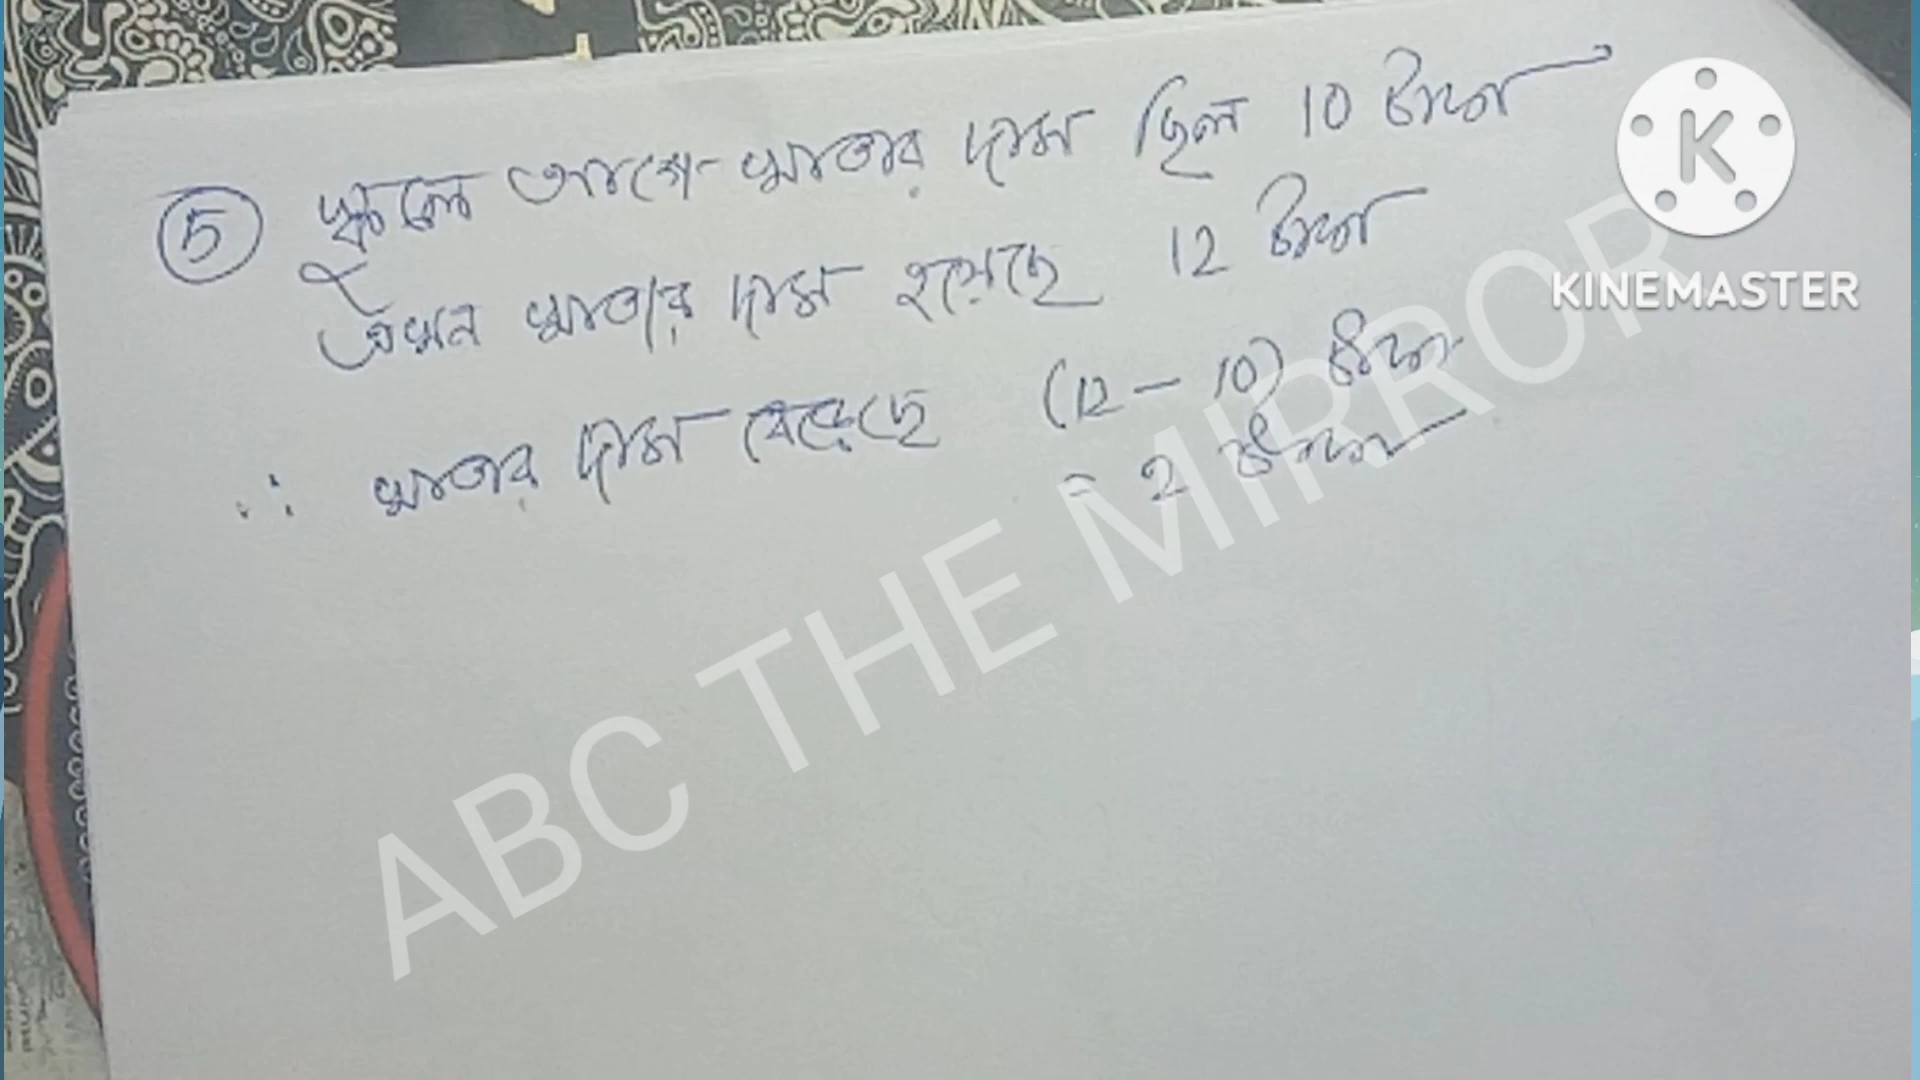 ⑤ স্কুলে আগে খাতার দাম ছিল 10 টাকা
এখন খাতার দাম হয়েছে 12 টাকা
∴ খাতার দাম বেড়েছে (12 – 10) টাকা
= 2 টাকা
K
KINEMASTER
ABC THE MIRROR